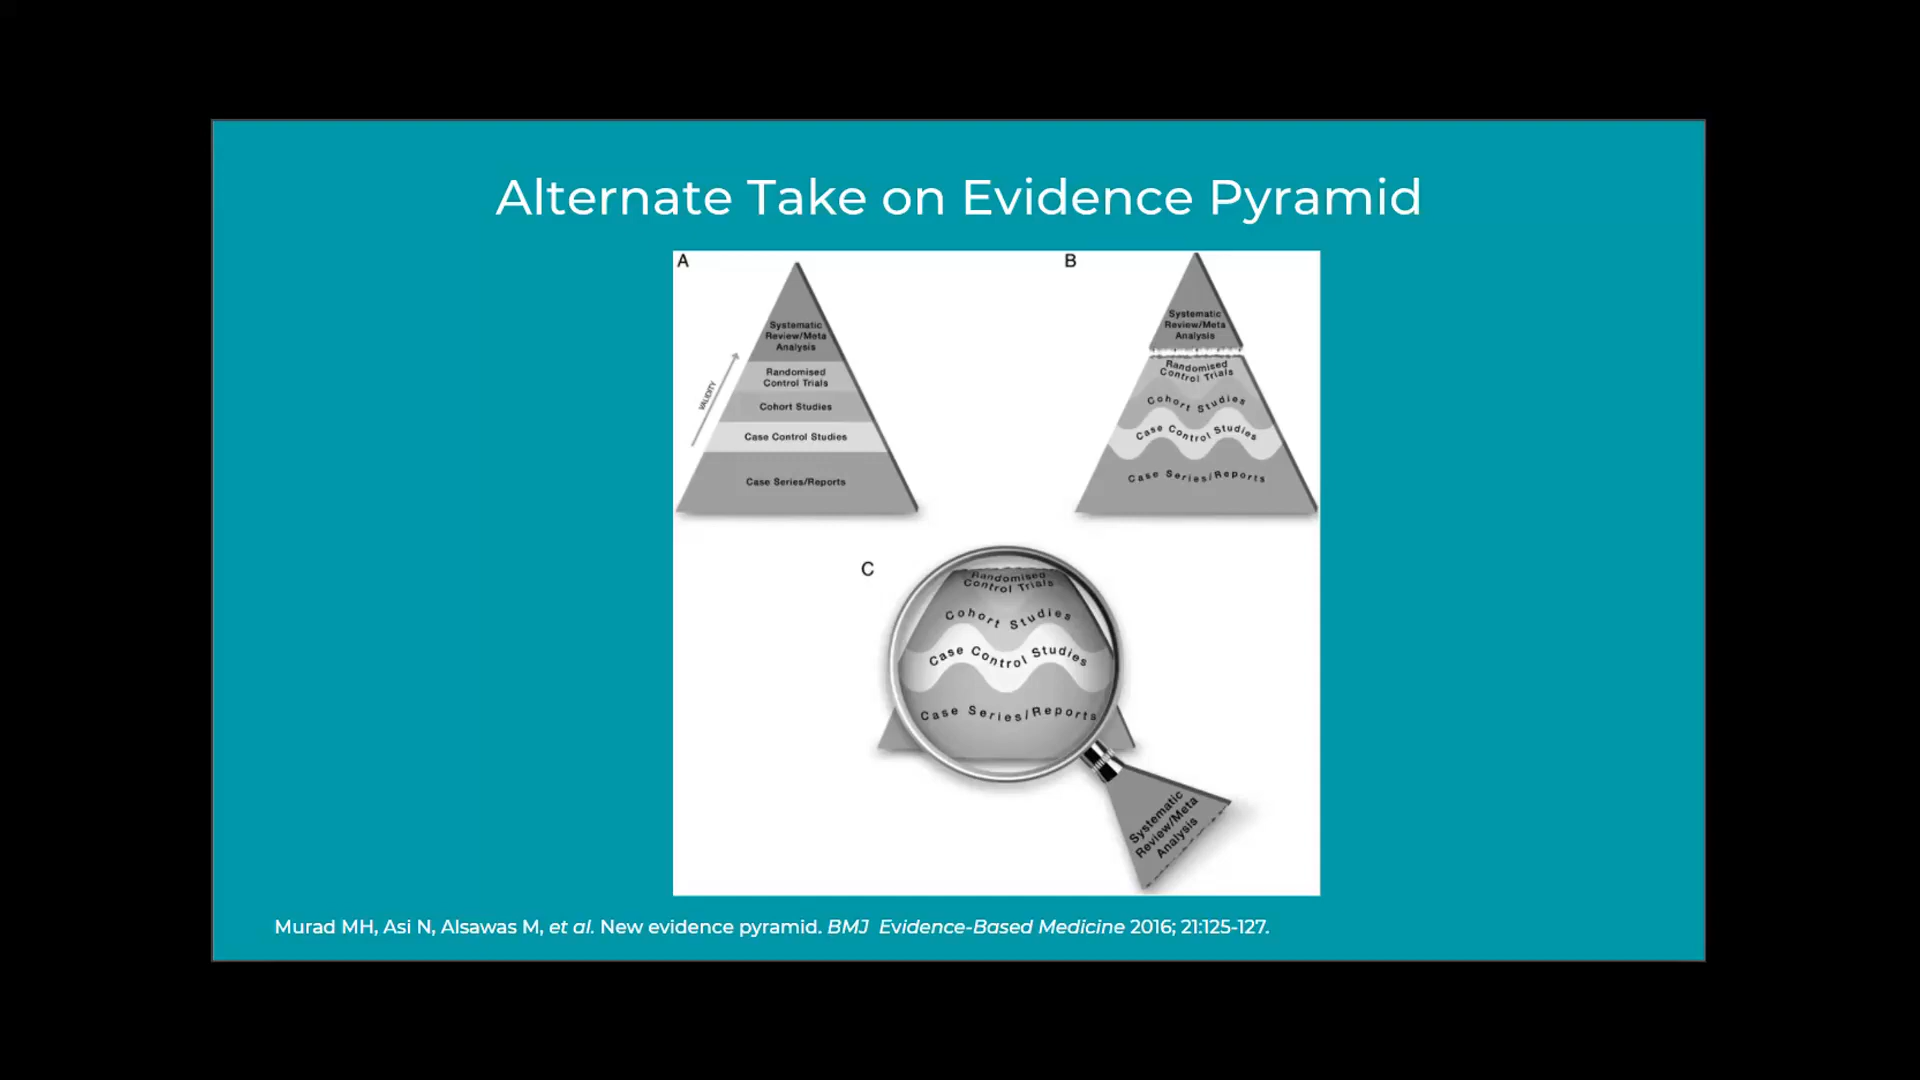 Alternate Take on Evidence Pyramid
A
Systematic
Review/Meta
Analysis
Randomised
Control Trials
Cohort Studies
Case Control Studies
Case Series/Reports
VALIDITY
B
Systematic
Review/Meta
Analysis
Randomised
Control Trials
Cohort Studies
Case Control Studies
Case Series/Reports
C
Randomised
Control Trials
Cohort Studies
Case Control Studies
Case Series/Reports
Systematic
Review/Meta
Analysis
Murad MH, Asi N, Alsawas M, et al. New evidence pyramid. BMJ Evidence-Based Medicine 2016; 21:125-127.